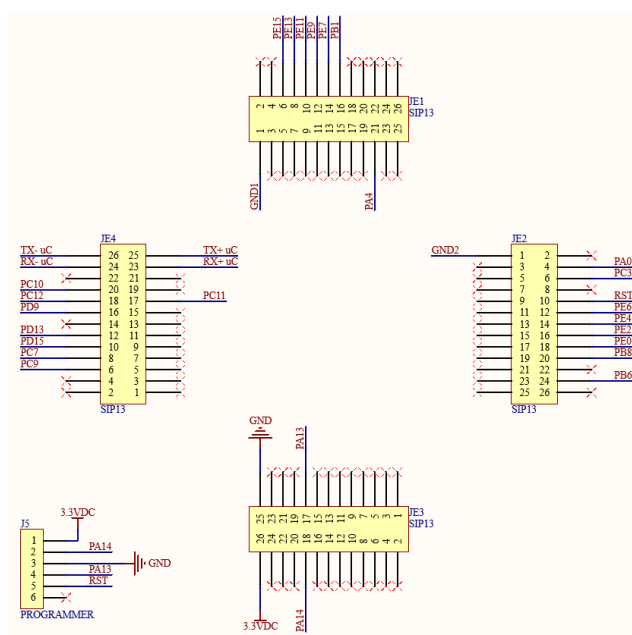 PE15
PE13
PE11
PE9
PE7
PB1
2 4 6 8 10 12 14 16 18 20 22 24 26
JE1
SIP13
1 3 5 7 9 11 13 15 17 19 21 23 25
GND1
PA4
JE4
TX- uC 26 25 TX+ uC
RX- uC 24 23 RX+ uC
22 21
PC10 20 19
PC12 18 17 PC11
PD9 16 15
14 13
PD13 12 11
PD15 10 9
PC7 8 7
PC9 6 5
4 3
2 1
SIP13
JE2
GND2 1 2
3 4 PA0
5 6 PC3
7 8
9 10 RST
11 12 PE6
13 14 PE4
15 16 PE2
17 18 PE0
19 20 PB8
21 22
23 24 PB6
25 26
SIP13
GND
PA13
25 23 21 19 17 15 13 11 9 7 5 3 1
JE3
SIP13
26 24 22 20 18 16 14 12 10 8 6 4 2
3.3VDC
PA14
J5
3.3VDC
1
2 PA14
3 GND
4 PA13
5 RST
6
PROGRAMMER